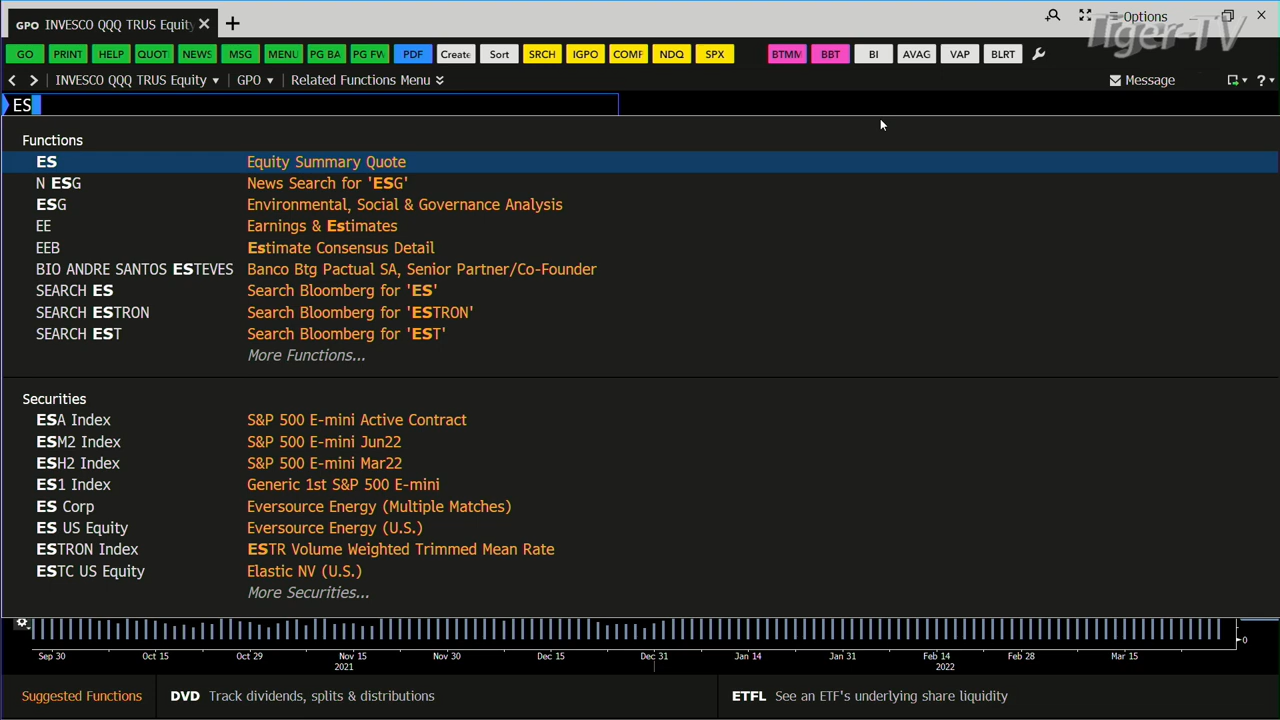 GPO INVESCO QQQ TRUS Equity × +
Options
Tiger-TV
GO PRINT HELP QUOT NEWS MSG MENU PG BA PG FW PDF Create Sort SRCH IGPO COMF NDQ SPX BTMM BBT BI AVAG VAP BLRT
INVESCO QQQ TRUS Equity GPO Related Functions Menu Message ?
ES
Functions
ES Equity Summary Quote
N ESG News Search for 'ESG'
ESG Environmental, Social & Governance Analysis
EE Earnings & Estimates
EEB Estimate Consensus Detail
BIO ANDRE SANTOS ESTEVES Banco Btg Pactual SA, Senior Partner/Co-Founder
SEARCH ES Search Bloomberg for 'ES'
SEARCH ESTRON Search Bloomberg for 'ESTRON'
SEARCH EST Search Bloomberg for 'EST'
More Functions...
Securities
ESA Index S&P 500 E-mini Active Contract
ESM2 Index S&P 500 E-mini Jun22
ESH2 Index S&P 500 E-mini Mar22
ES1 Index Generic 1st S&P 500 E-mini
ES Corp Eversource Energy (Multiple Matches)
ES US Equity Eversource Energy (U.S.)
ESTRON Index ESTR Volume Weighted Trimmed Mean Rate
ESTC US Equity Elastic NV (U.S.)
More Securities...
0
Sep 30 Oct 15 Oct 29 Nov 15 Nov 30 Dec 15 Dec 31 Jan 14 Jan 31 Feb 14 Feb 28 Mar 15
2021 2022
Suggested Functions DVD Track dividends, splits & distributions ETFL See an ETF's underlying share liquidity